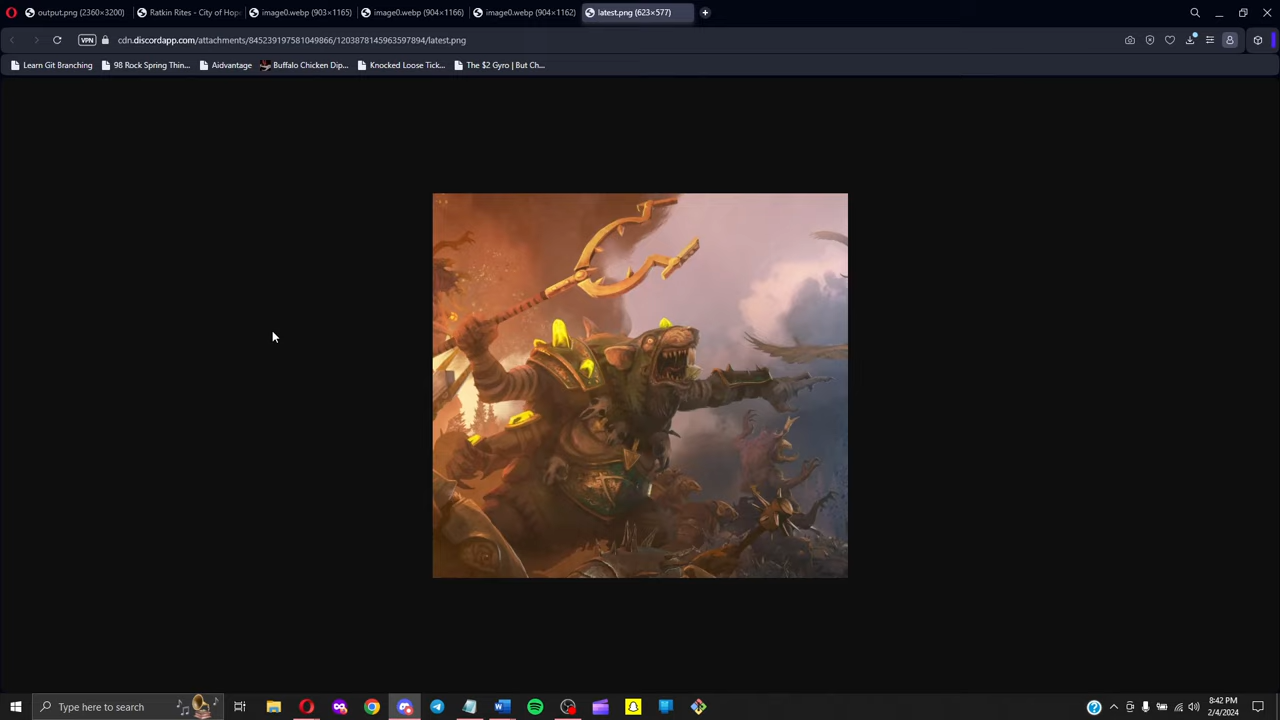 output.png (2360×3200)
Ratkin Rites - City of Hop
image0.webp (903×1165)
image0.webp (904×1166)
image0.webp (904×1162)
latest.png (623×577)
VPN
cdn.discordapp.com/attachments/845239197581049866/1203878145963597894/latest.png
Learn Git Branching
98 Rock Spring Thin...
Aidvantage
Buffalo Chicken Dip...
Knocked Loose Tick...
The $2 Gyro | But Ch...
Type here to search
8:42 PM
2/4/2024